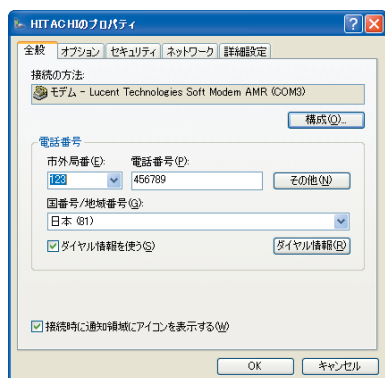 HITACHIのプロパティ
全般 オプション セキュリティ ネットワーク 詳細設定
接続の方法:
モデム - Lucent Technologies Soft Modem AMR (COM3)
構成(O)...
電話番号
市外局番(E): 電話番号(P):
123 456789 その他(N)
国番号/地域番号(G):
日本 (81)
ダイヤル情報を使う(S) ダイヤル情報(R)
接続時に通知領域にアイコンを表示する(W)
OK キャンセル